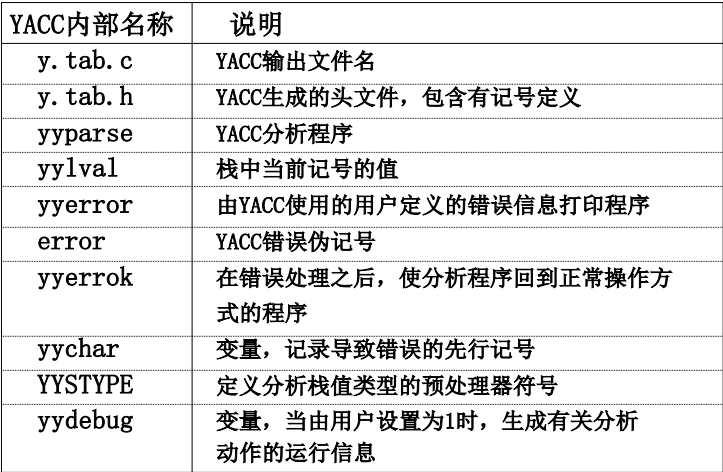 YACC内部名称 说明
y.tab.c YACC输出文件名
y.tab.h YACC生成的头文件，包含有记号定义
yyparse YACC分析程序
yylval 栈中当前记号的值
yyerror 由YACC使用的用户定义的错误信息打印程序
error YACC错误伪记号
yyerrok 在错误处理之后，使分析程序回到正常操作方
式的程序
yychar 变量，记录导致错误的先行记号
YYSTYPE 定义分析栈值类型的预处理器符号
yydebug 变量，当由用户设置为1时，生成有关分析
动作的运行信息